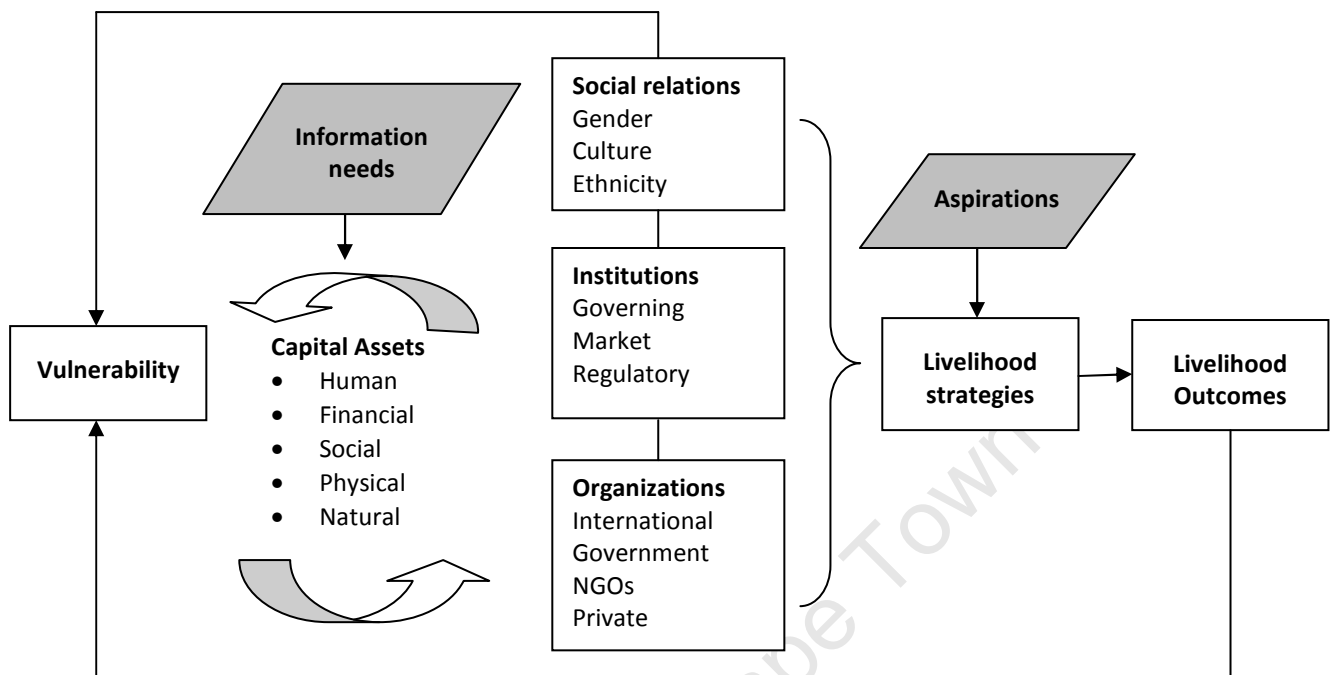 Social relations
Gender
Culture
Ethnicity
Information
needs
Aspirations
Institutions
Governing
Market
Regulatory
Vulnerability
Capital Assets
• Human
• Financial
• Social
• Physical
• Natural
Livelihood
strategies
Livelihood
Outcomes
Organizations
International
Government
NGOs
Private
Town